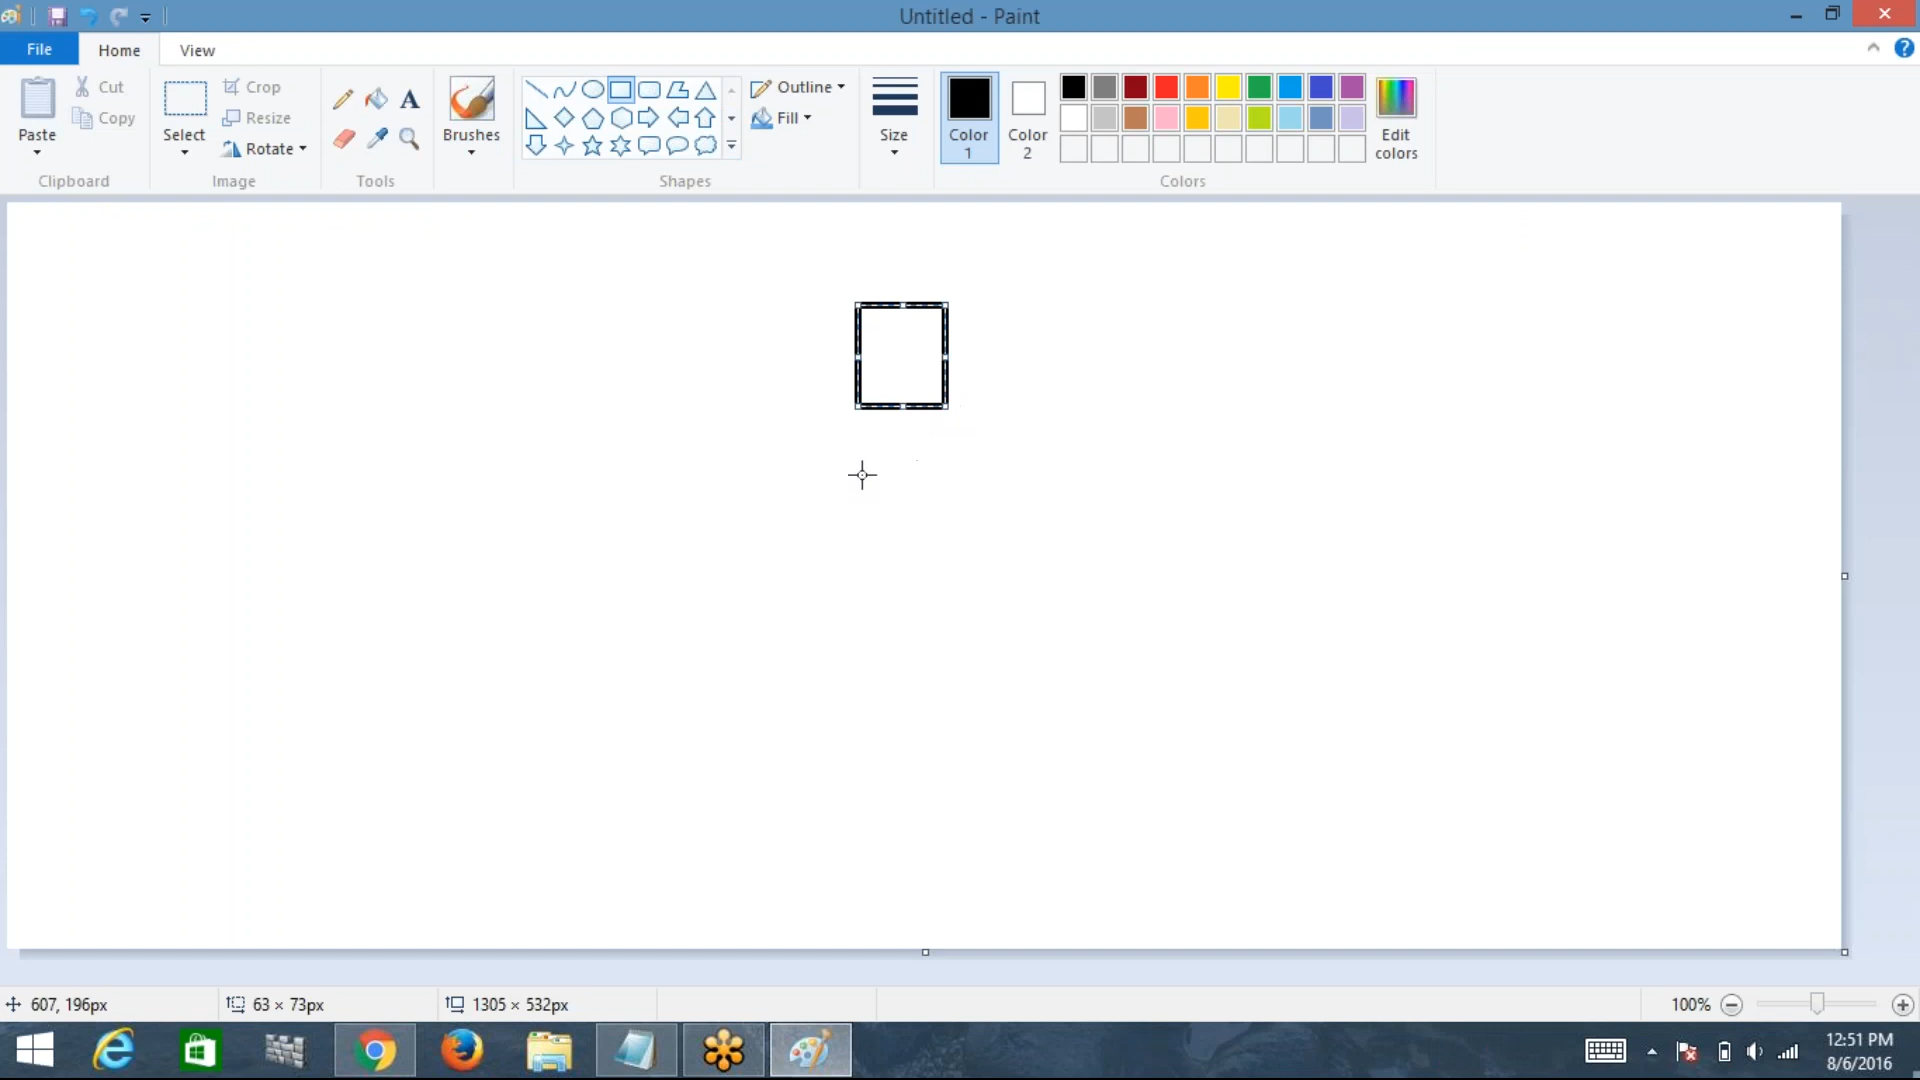 Untitled - Paint
File Home View
Paste
Cut
Copy
Clipboard
Select
Crop
Resize
Rotate
Image
Tools
Brushes
Shapes
Outline
Fill
Size
Color 1
Color 2
Edit colors
Colors
607, 196px 63 × 73px 1305 × 532px 100%
12:51 PM
8/6/2016